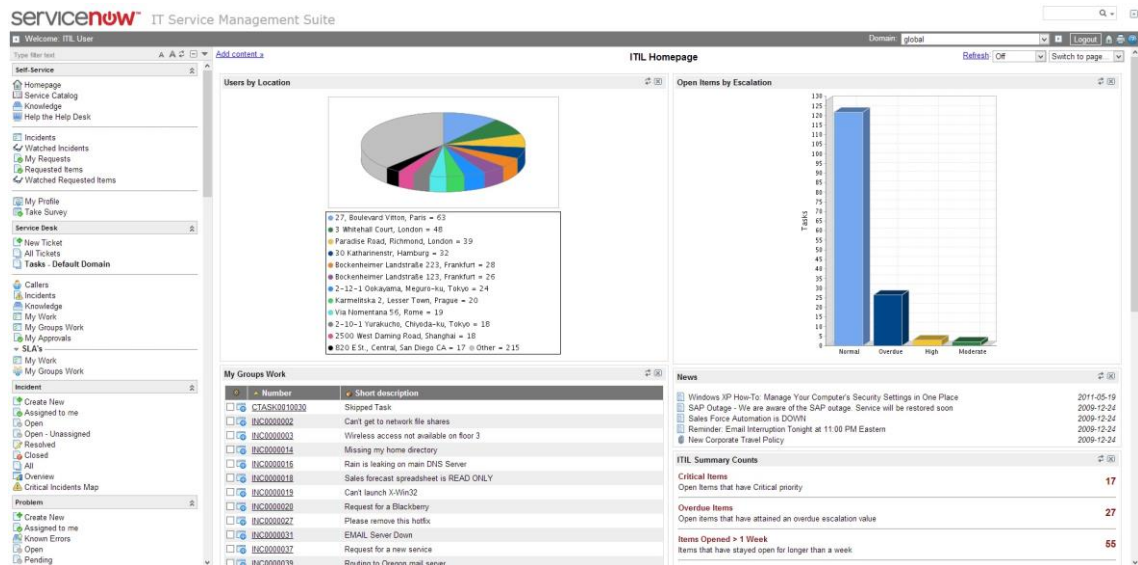 servicenow IT Service Management Suite
Welcome: ITIL User
Domain: global
Logout
Type filter text
A A
Add content »
ITIL Homepage
Refresh: Off
Switch to page...
Self-Service
Homepage
Service Catalog
Knowledge
Help the Help Desk
Incidents
Watched Incidents
My Requests
Requested Items
Watched Requested Items
My Profile
Take Survey
Service Desk
New Ticket
All Tickets
Tasks - Default Domain
Callers
Incidents
Knowledge
My Work
My Groups Work
My Approvals
SLA's
My Work
My Groups Work
Incident
Create New
Assigned to me
Open
Open - Unassigned
Resolved
Closed
All
Overview
Critical Incidents Map
Problem
Create New
Assigned to me
Known Errors
Open
Pending
Users by Location
27, Boulevard Vitton, Paris = 63
3 Whitehall Court, London = 48
Paradise Road, Richmond, London = 39
30 Katharinenstr, Hamburg = 32
Bockenheimer Landstraße 223, Frankfurt = 28
Bockenheimer Landstraße 123, Frankfurt = 26
2-12-1 Ookayama, Meguro-ku, Tokyo = 24
Karmelitska 2, Lesser Town, Prague = 20
Via Nomentana 56, Rome = 19
2-10-1 Yurakucho, Chiyoda-ku, Tokyo = 18
2500 West Daming Road, Shanghai = 18
820 E St., Central, San Diego CA = 17 Other = 215
Open Items by Escalation
130
125
120
115
110
105
100
95
90
85
80
75
70
65
60
55
50
45
40
35
30
25
20
15
10
5
0
Tasks
Normal Overdue High Moderate
My Groups Work
Number Short description
CTASK0010030 Skipped Task
INC0000002 Can't get to network file shares
INC0000003 Wireless access not available on floor 3
INC0000014 Missing my home directory
INC0000016 Rain is leaking on main DNS Server
INC0000018 Sales forecast spreadsheet is READ ONLY
INC0000019 Can't launch X-Win32
INC0000020 Request for a Blackberry
INC0000027 Please remove this hotfix
INC0000031 EMAIL Server Down
INC0000037 Request for a new service
INC0000039 Routing to Oregon mail server
News
Windows XP How-To: Manage Your Computer's Security Settings in One Place 2011-05-19
SAP Outage - We are aware of the SAP outage. Service will be restored soon 2009-12-24
Sales Force Automation is DOWN 2009-12-24
Reminder: Email Interruption Tonight at 11:00 PM Eastern 2009-12-24
New Corporate Travel Policy 2009-12-24
ITIL Summary Counts
Critical Items
Open Items that have Critical priority
17
Overdue Items
Open items that have attained an overdue escalation value
27
Items Opened > 1 Week
Items that have stayed open for longer than a week
55